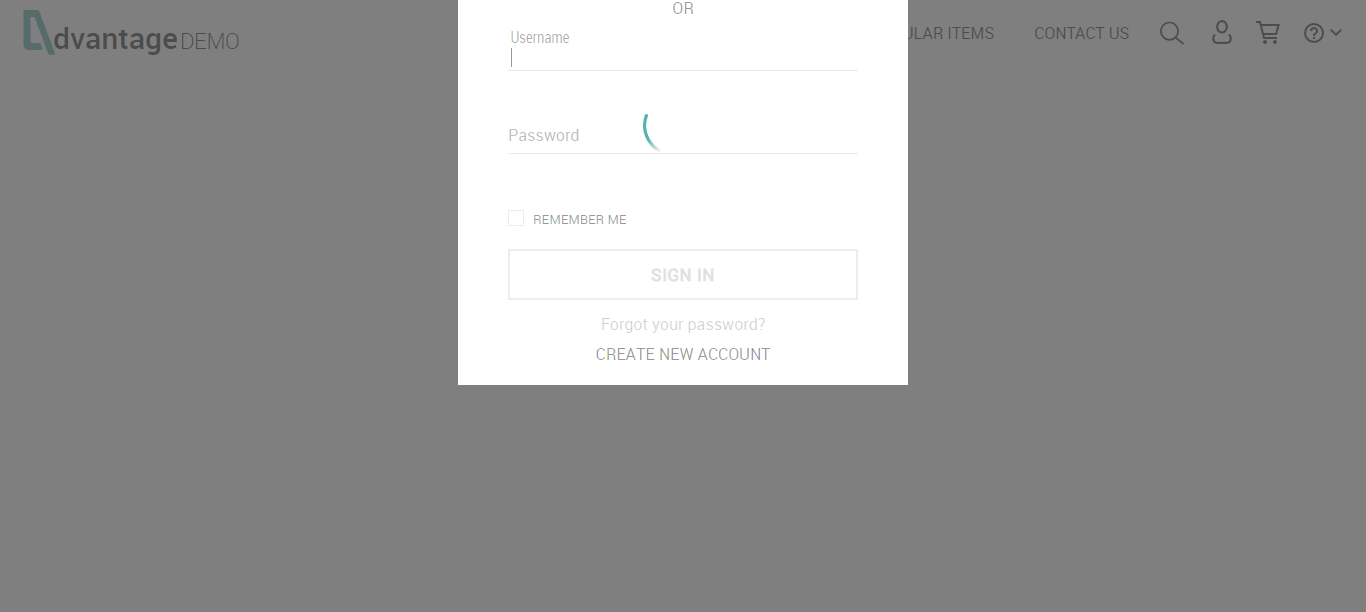 dvantage DEMO
ULAR ITEMS
CONTACT US
OR
Username
Password
REMEMBER ME
SIGN IN
Forgot your password?
CREATE NEW ACCOUNT